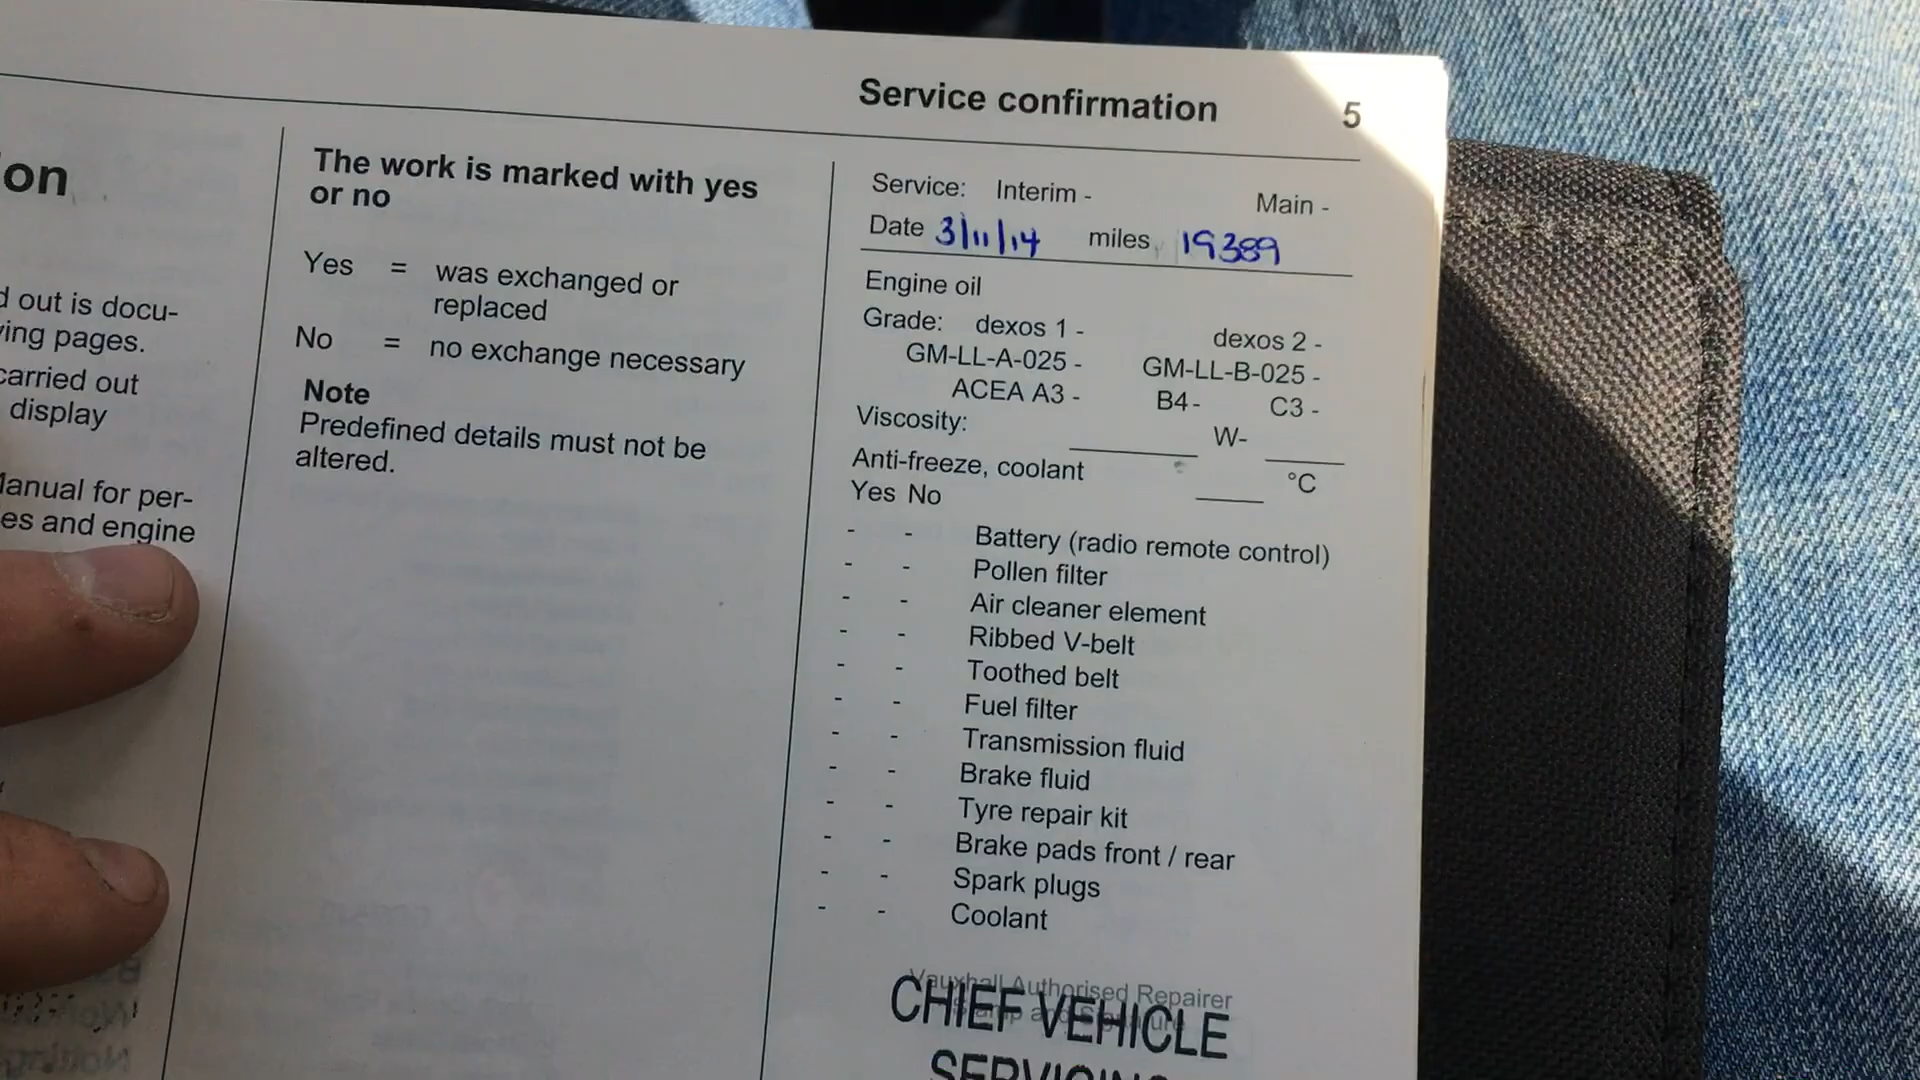 Service confirmation 5
on
d out is docu-
ving pages.
carried out
display
Manual for per-
es and engine
The work is marked with yes
or no
Yes = was exchanged or
replaced
No = no exchange necessary
Note
Predefined details must not be
altered.
Service: Interim - Main -
Date 3/11/14 miles 19389
Engine oil
Grade: dexos 1 - dexos 2 -
GM-LL-A-025 - GM-LL-B-025 -
ACEA A3 - B4- C3 -
Viscosity: W-
Anti-freeze, coolant °C
Yes No
- - Battery (radio remote control)
- - Pollen filter
- - Air cleaner element
- - Ribbed V-belt
- - Toothed belt
- - Fuel filter
- - Transmission fluid
- - Brake fluid
- - Tyre repair kit
- - Brake pads front / rear
- - Spark plugs
- - Coolant
Vauxhall Authorised Repairer
CHIEF VEHICLE
SERVICING